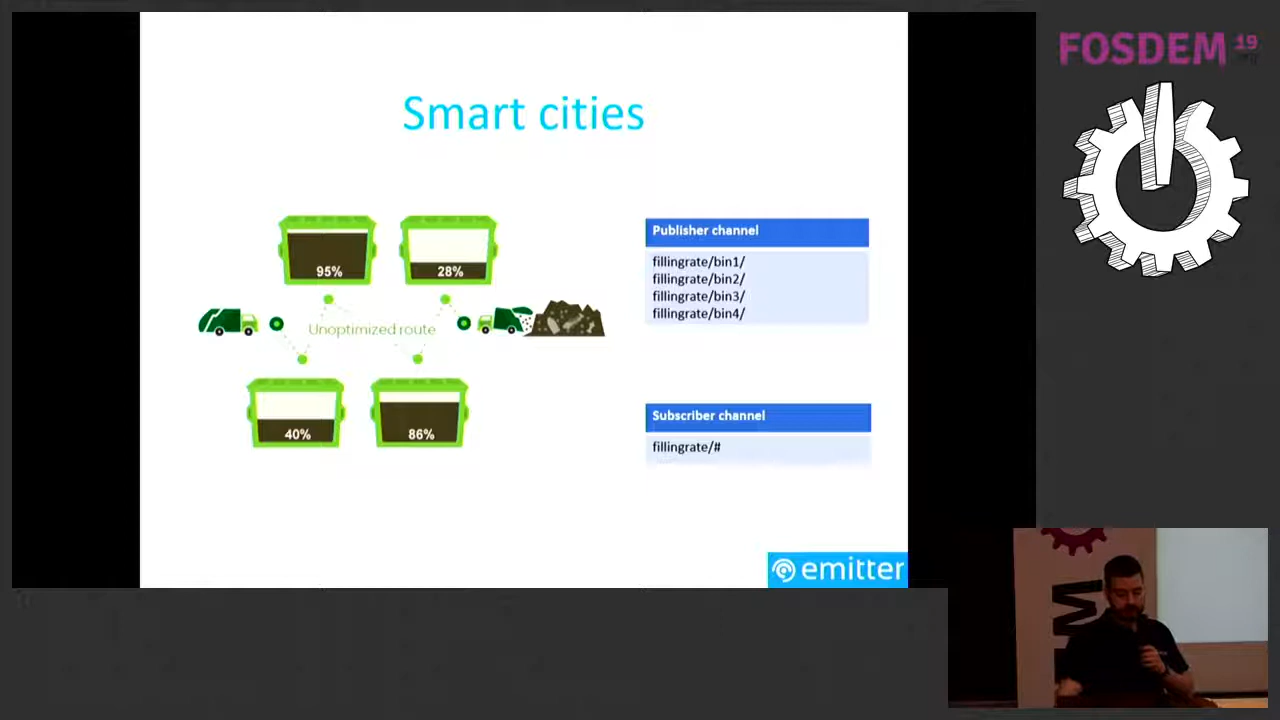 FOSDEM 19
.org
Smart cities
95%
28%
Unoptimized route
40%
86%
Publisher channel
fillingrate/bin1/
fillingrate/bin2/
fillingrate/bin3/
fillingrate/bin4/
Subscriber channel
fillingrate/#
emitter